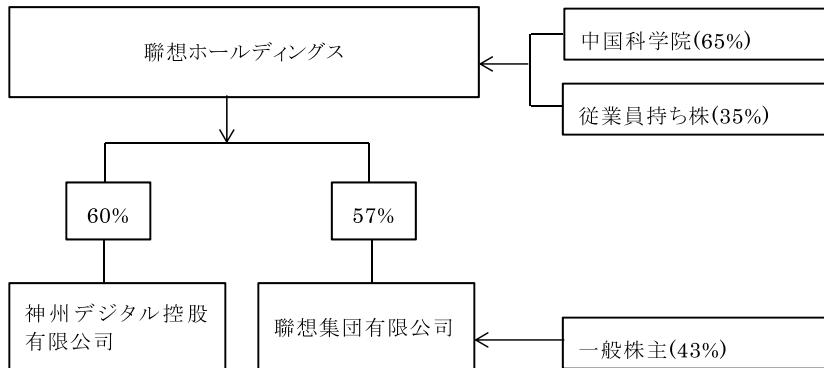 聯想ホールディングス
中国科学院(65%)
従業員持ち株(35%)
60%
57%
神州デジタル控股
有限公司
聯想集団有限公司
一般株主(43%)